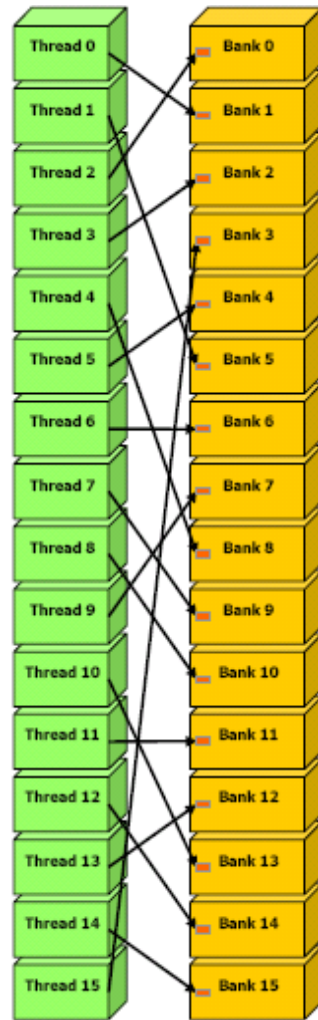 Thread 0 Bank 0
Thread 1 Bank 1
Thread 2 Bank 2
Thread 3 Bank 3
Thread 4 Bank 4
Thread 5 Bank 5
Thread 6 Bank 6
Thread 7 Bank 7
Thread 8 Bank 8
Thread 9 Bank 9
Thread 10 Bank 10
Thread 11 Bank 11
Thread 12 Bank 12
Thread 13 Bank 13
Thread 14 Bank 14
Thread 15 Bank 15